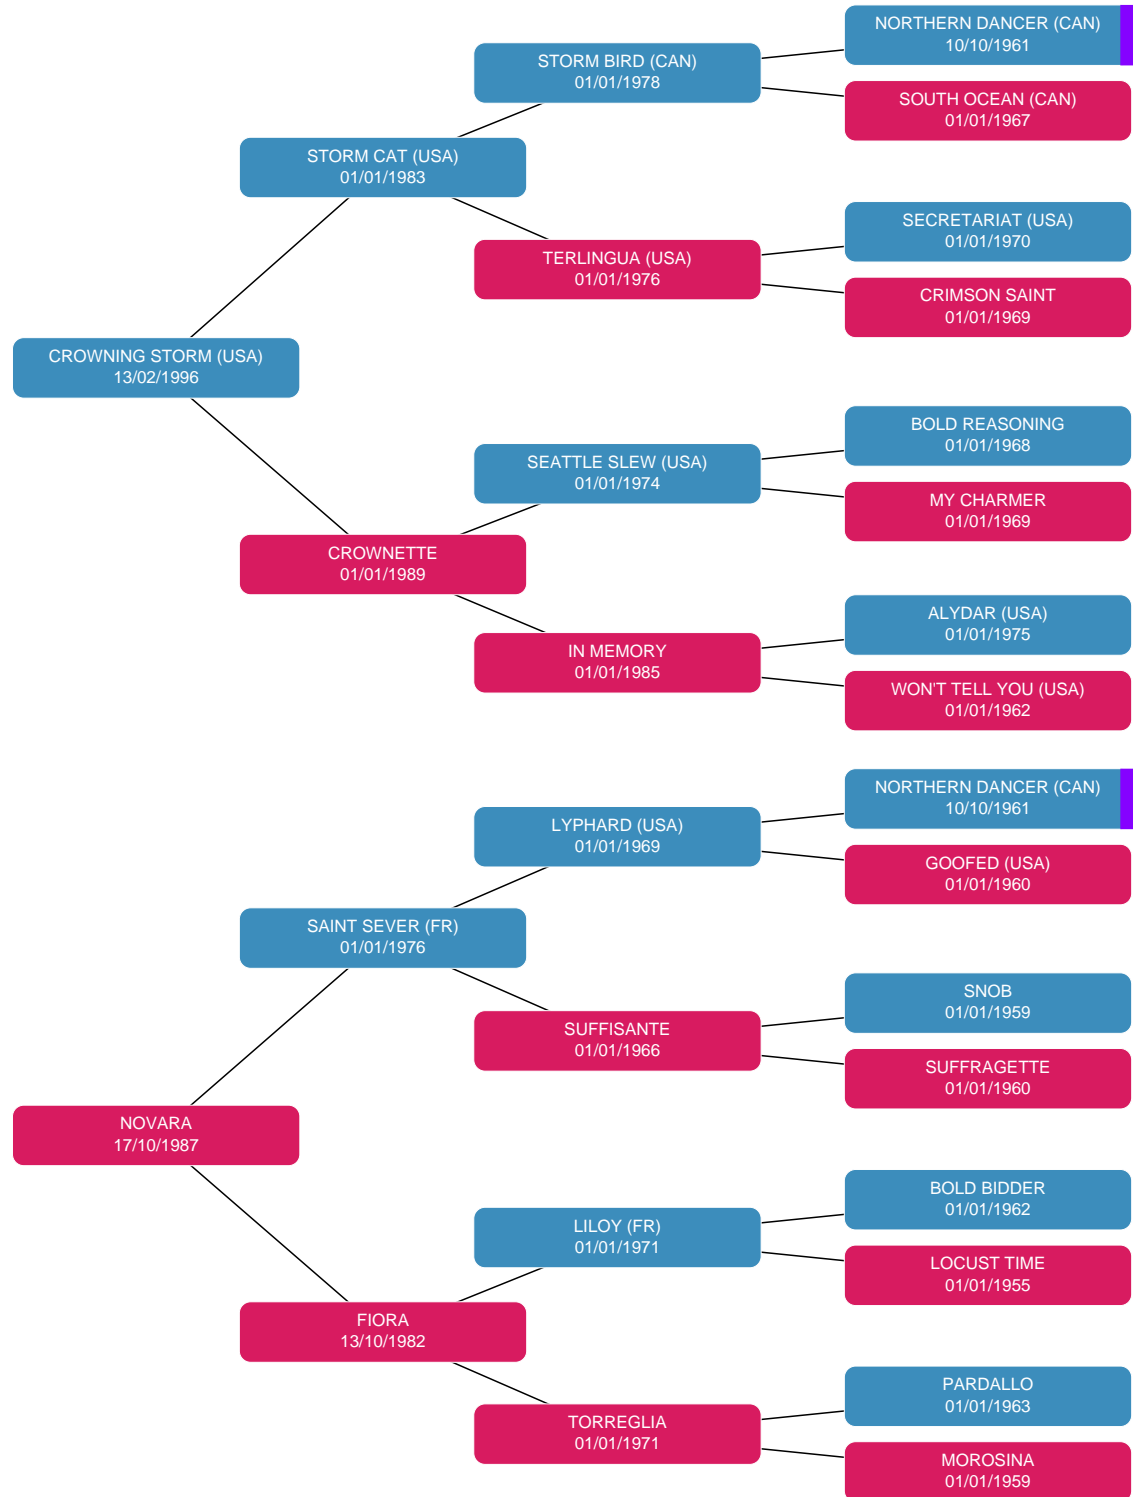 NORTHERN DANCER (CAN)
10/10/1961
STORM BIRD (CAN)
01/01/1978
SOUTH OCEAN (CAN)
01/01/1967
STORM CAT (USA)
01/01/1983
SECRETARIAT (USA)
01/01/1970
TERLINGUA (USA)
01/01/1976
CRIMSON SAINT
01/01/1969
CROWNING STORM (USA)
13/02/1996
BOLD REASONING
01/01/1968
SEATTLE SLEW (USA)
01/01/1974
MY CHARMER
01/01/1969
CROWNETTE
01/01/1989
ALYDAR (USA)
01/01/1975
IN MEMORY
01/01/1985
WON'T TELL YOU (USA)
01/01/1962
NORTHERN DANCER (CAN)
10/10/1961
LYPHARD (USA)
01/01/1969
GOOFED (USA)
01/01/1960
SAINT SEVER (FR)
01/01/1976
SNOB
01/01/1959
SUFFISANTE
01/01/1966
SUFFRAGETTE
01/01/1960
NOVARA
17/10/1987
BOLD BIDDER
01/01/1962
LILOY (FR)
01/01/1971
LOCUST TIME
01/01/1955
FIORA
13/10/1982
PARDALLO
01/01/1963
TORREGLIA
01/01/1971
MOROSINA
01/01/1959